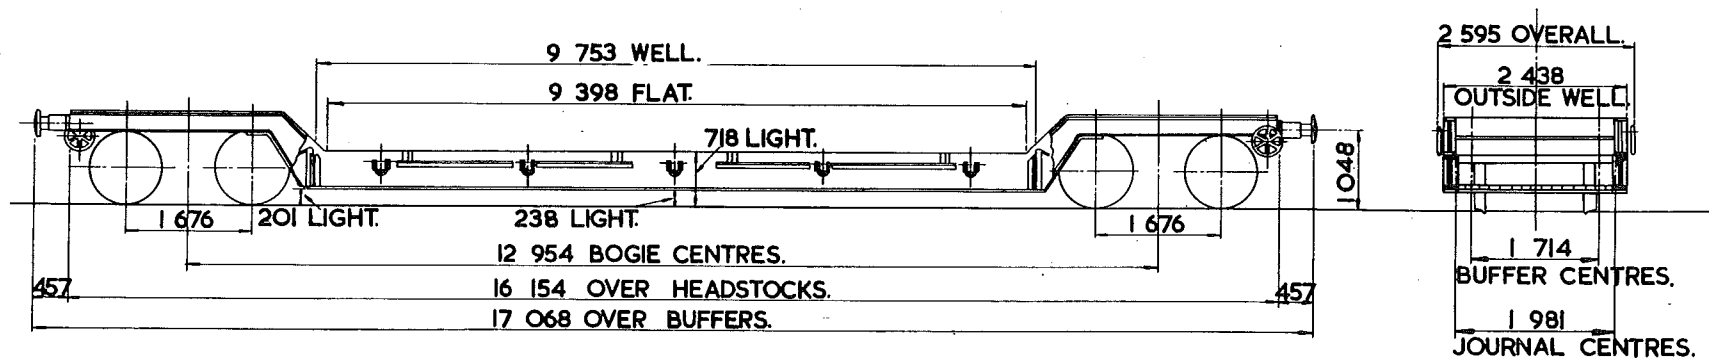 9 753 WELL.
9 398 FLAT.
718 LIGHT.
1 048
1 676
201 LIGHT.
238 LIGHT.
1 676
12 954 BOGIE CENTRES.
457
16 154 OVER HEADSTOCKS.
457
17 068 OVER BUFFERS.
2 595 OVERALL.
2 438
OUTSIDE WELL.
1 714
BUFFER CENTRES.
1 981
JOURNAL CENTRES.